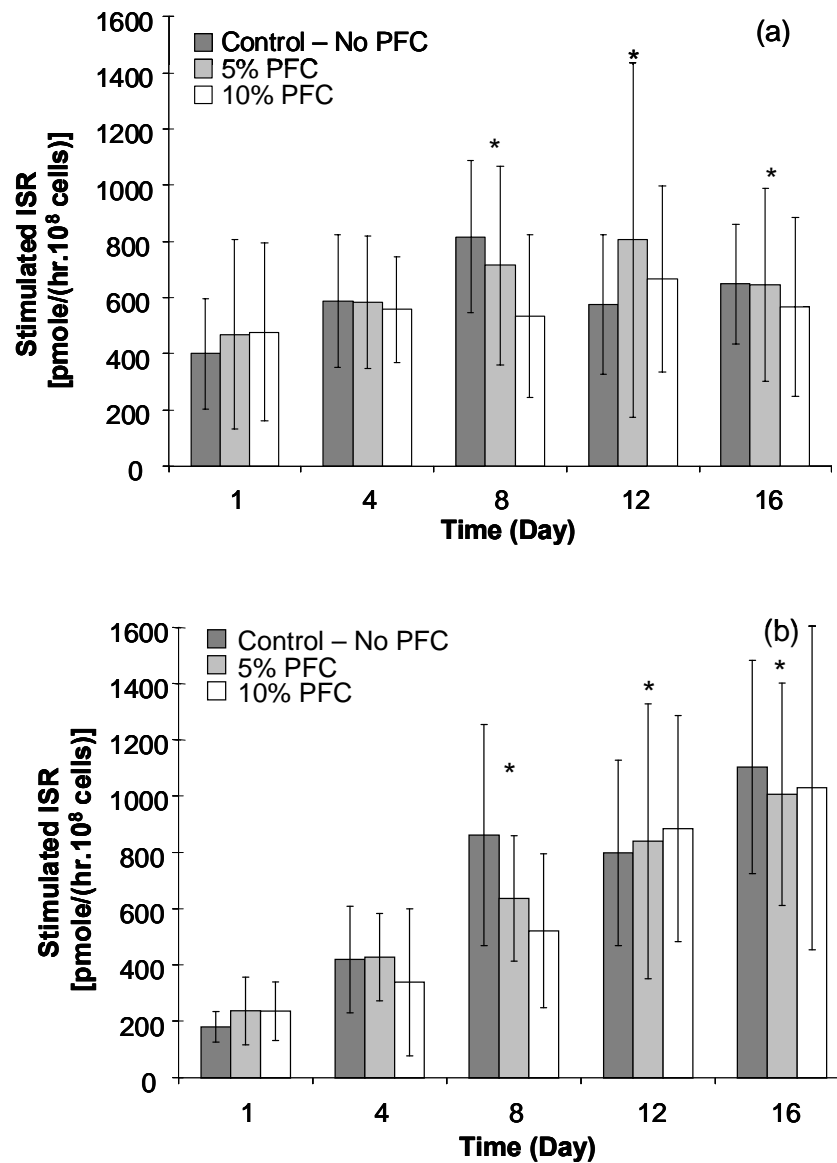 1600
1400
1200
1000
800
600
400
200
0
Stimulated ISR
[pmole/(hr.10⁸ cells)]
Control – No PFC
5% PFC
10% PFC
(a)
*
*
*
1 4 8 12 16
Time (Day)
1600
1400
1200
1000
800
600
400
200
0
Stimulated ISR
[pmole/(hr.10⁸ cells)]
Control – No PFC
5% PFC
10% PFC
(b)
*
*
*
1 4 8 12 16
Time (Day)